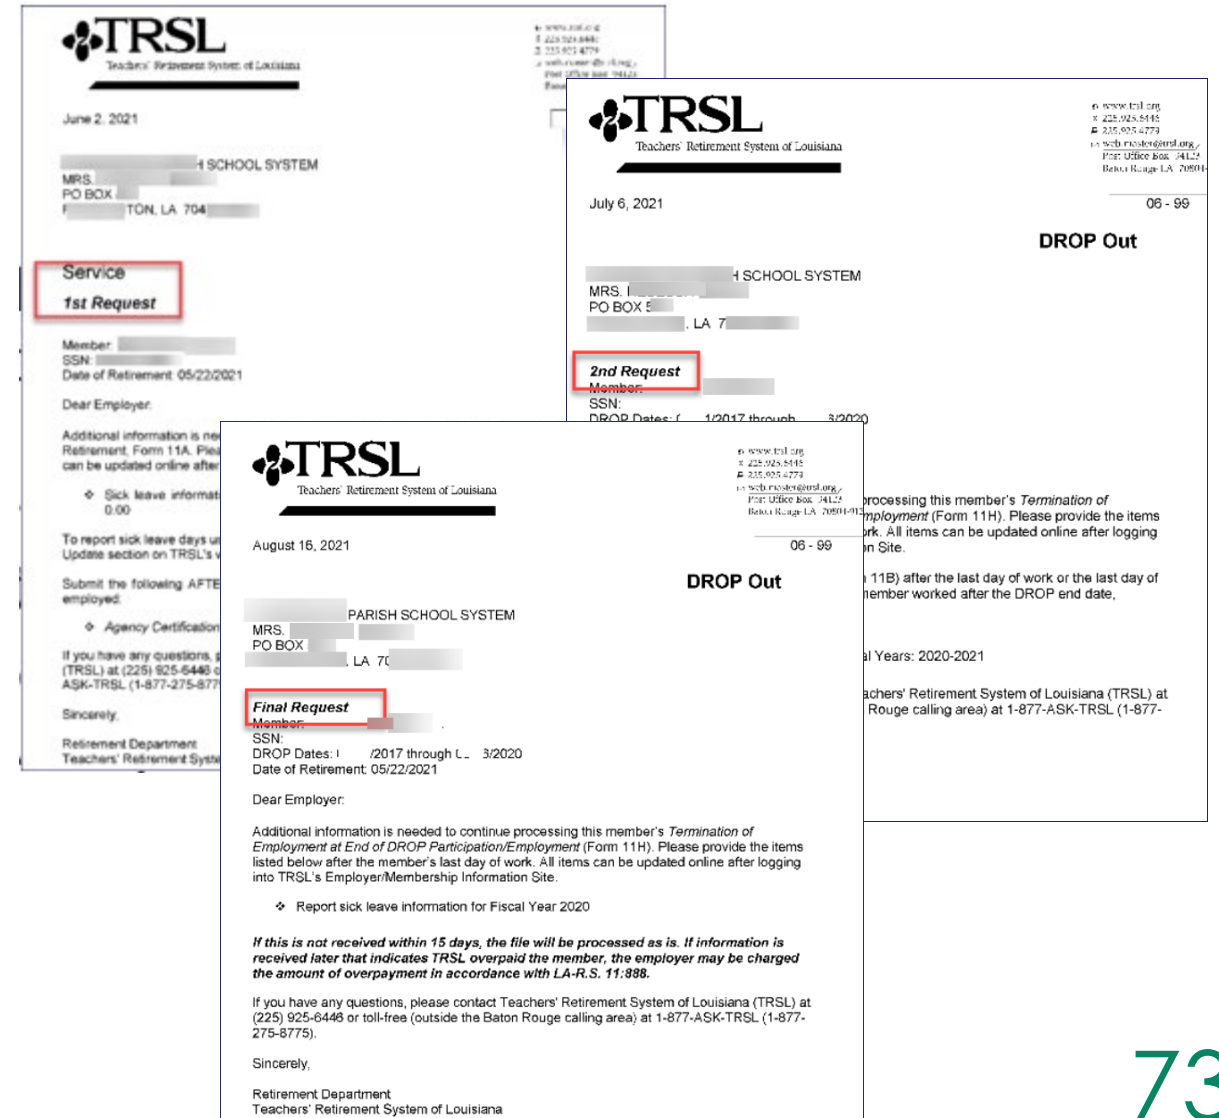 TRSL
Teachers' Retirement System of Louisiana
June 2, 2021
SCHOOL SYSTEM
MRS.
PO BOX
TON, LA 704
Service
1st Request
Member:
SSN:
Date of Retirement: 05/22/2021
Dear Employer:
Additional information is
Retirement, Form 11A.
can be updated online after
❖ Sick leave
0.00
To report sick leave days
Update section on TRSL's
Submit the following AFTE
employed:
❖ Agency Certification
If you have any questions,
(TRSL) at (225) 925-6446
ASK-TRSL (1-877-275-877
Sincerely,
Retirement Department
Teachers' Retirement Syste
TRSL
Teachers' Retirement System of Louisiana
www.trsl.org
225.925.6446
225.925.4779
web.master@trsl.org
Post Office Box 94123
Baton Rouge LA 70804-
July 6, 2021
06 - 99
DROP Out
SCHOOL SYSTEM
MRS.
PO BOX 5
, LA 7
2nd Request
Member:
SSN:
DROP Dates: 1/2017 through 3/2020
processing this member's Termination of
mployment (Form 11H). Please provide the items
rk. All items can be updated online after logging
n Site.
11B) after the last day of work or the last day of
member worked after the DROP end date,
al Years: 2020-2021
achers' Retirement System of Louisiana (TRSL) at
Rouge calling area) at 1-877-ASK-TRSL (1-877-
TRSL
Teachers' Retirement System of Louisiana
www.trsl.org
225.925.6446
225.925.4779
web.master@trsl.org
Post Office Box 94123
Baton Rouge LA 70804-912
August 16, 2021
06 - 99
DROP Out
PARISH SCHOOL SYSTEM
MRS.
PO BOX
, LA 70
Final Request
Member:
SSN:
DROP Dates: /2017 through 3/2020
Date of Retirement: 05/22/2021
Dear Employer:
Additional information is needed to continue processing this member's Termination of
Employment at End of DROP Participation/Employment (Form 11H). Please provide the items
listed below after the member's last day of work. All items can be updated online after logging
into TRSL's Employer/Membership Information Site.
❖ Report sick leave information for Fiscal Year 2020
If this is not received within 15 days, the file will be processed as is. If information is
received later that indicates TRSL overpaid the member, the employer may be charged
the amount of overpayment in accordance with LA-R.S. 11:888.
If you have any questions, please contact Teachers' Retirement System of Louisiana (TRSL) at
(225) 925-6446 or toll-free (outside the Baton Rouge calling area) at 1-877-ASK-TRSL (1-877-
275-8775).
Sincerely,
Retirement Department
Teachers' Retirement System of Louisiana
73